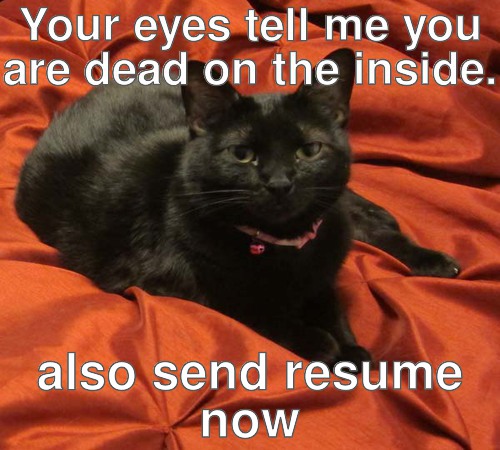 Your eyes tell me you
are dead on the inside.
also send resume
now